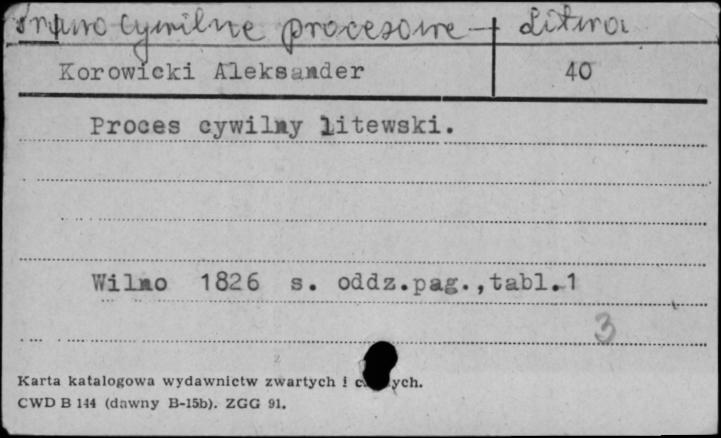 Prawo cywilne procesowe - Litwa
Korowicki Aleksander 40
Proces cywilny litewski.
Wilno 1826 s. oddz.pag.,tabl.1
3
Karta katalogowa wydawnictw zwartych i
CWD B 144 (dawny B-15b). ZGG 91.